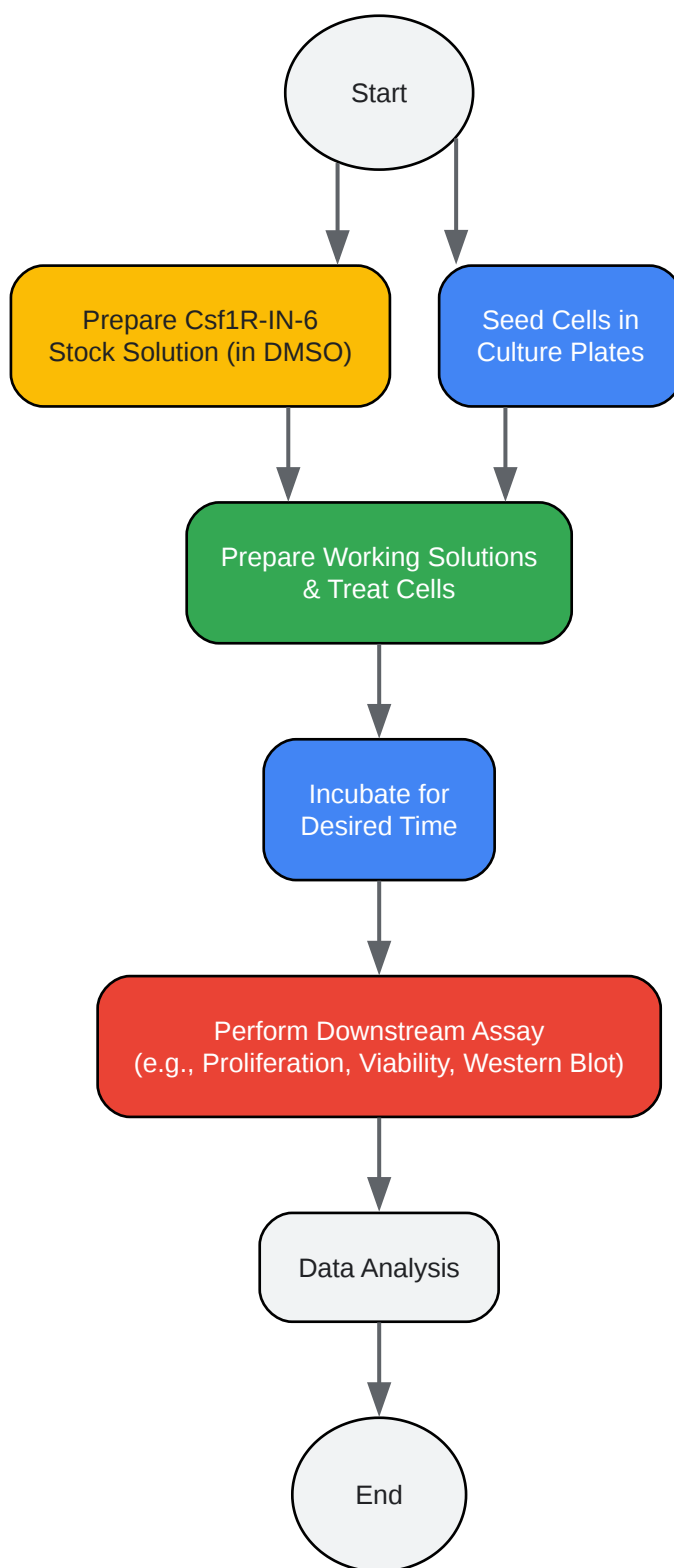 Start
Prepare Csf1R-IN-6
Stock Solution (in DMSO)
Seed Cells in
Culture Plates
Prepare Working Solutions
& Treat Cells
Incubate for
Desired Time
Perform Downstream Assay
(e.g., Proliferation, Viability, Western Blot)
Data Analysis
End